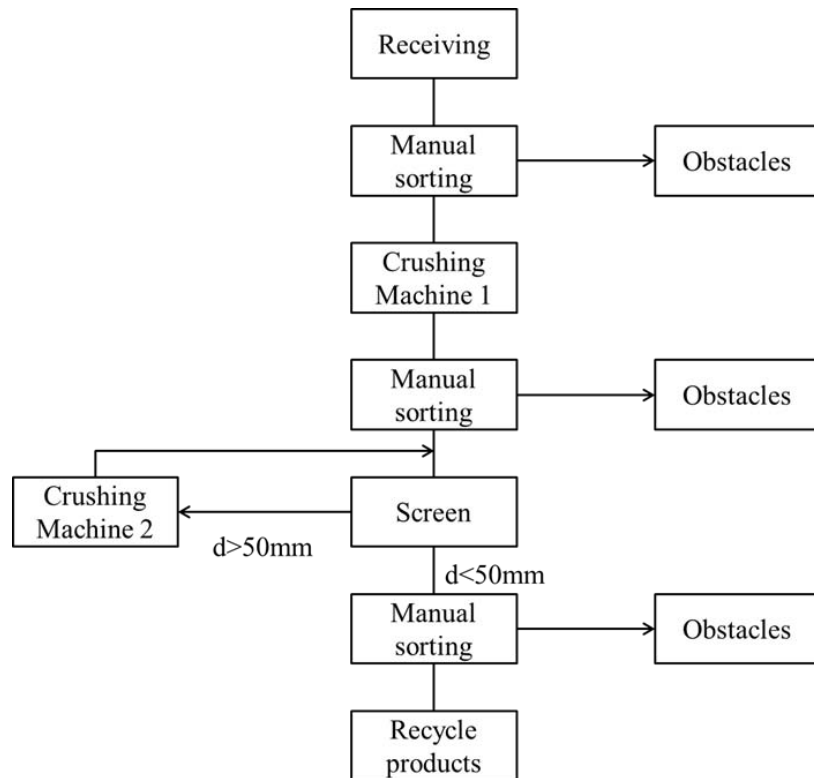 Receiving
Manual
sorting
Obstacles
Crushing
Machine 1
Manual
sorting
Obstacles
Crushing
Machine 2
d>50mm
Screen
d<50mm
Manual
sorting
Obstacles
Recycle
products